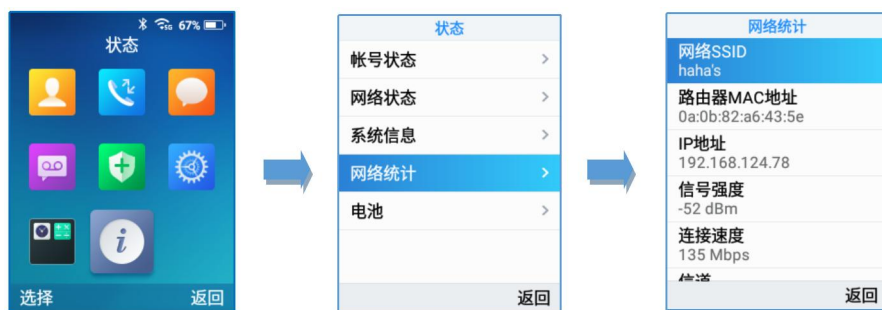 67%
状态
选择
返回
状态
帐号状态
网络状态
系统信息
网络统计
电池
返回
网络统计
网络SSID
haha's
路由器MAC地址
0a:0b:82:a6:43:5e
IP地址
192.168.124.78
信号强度
-52 dBm
连接速度
135 Mbps
信道
返回